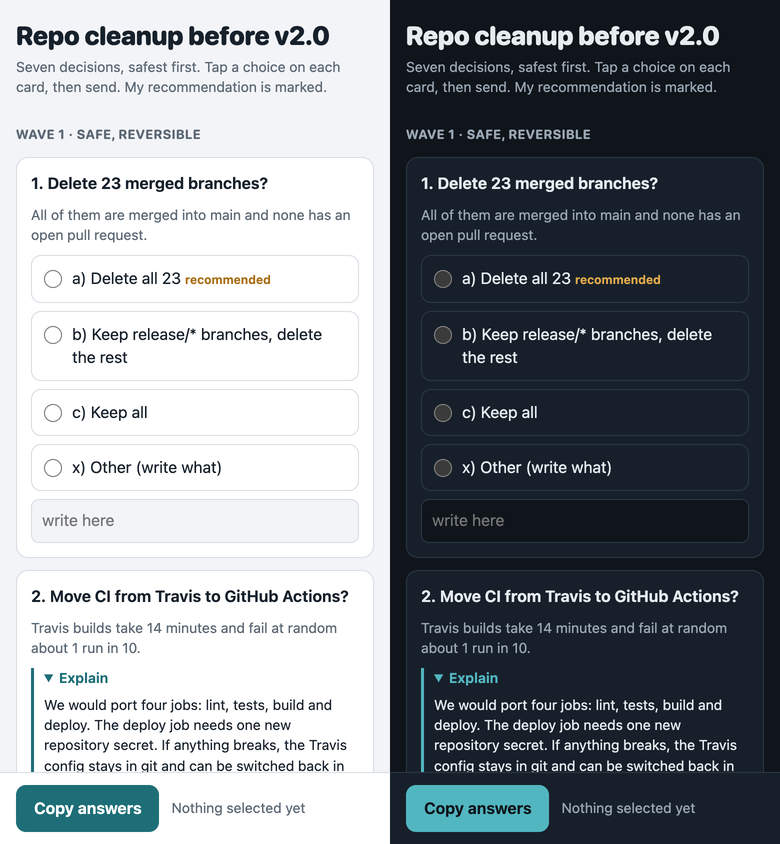 Repo cleanup before v2.0
Seven decisions, safest first. Tap a choice on each
card, then send. My recommendation is marked.
WAVE 1 · SAFE, REVERSIBLE
1. Delete 23 merged branches?
All of them are merged into main and none has an
open pull request.
a) Delete all 23 recommended
b) Keep release/* branches, delete
the rest
c) Keep all
x) Other (write what)
write here
2. Move CI from Travis to GitHub Actions?
Travis builds take 14 minutes and fail at random
about 1 run in 10.
▼ Explain
We would port four jobs: lint, tests, build and
deploy. The deploy job needs one new
repository secret. If anything breaks, the Travis
config stays in git and can be switched back in
Copy answers
Nothing selected yet
Repo cleanup before v2.0
Seven decisions, safest first. Tap a choice on each
card, then send. My recommendation is marked.
WAVE 1 · SAFE, REVERSIBLE
1. Delete 23 merged branches?
All of them are merged into main and none has an
open pull request.
a) Delete all 23 recommended
b) Keep release/* branches, delete
the rest
c) Keep all
x) Other (write what)
write here
2. Move CI from Travis to GitHub Actions?
Travis builds take 14 minutes and fail at random
about 1 run in 10.
▼ Explain
We would port four jobs: lint, tests, build and
deploy. The deploy job needs one new
repository secret. If anything breaks, the Travis
config stays in git and can be switched back in
Copy answers
Nothing selected yet